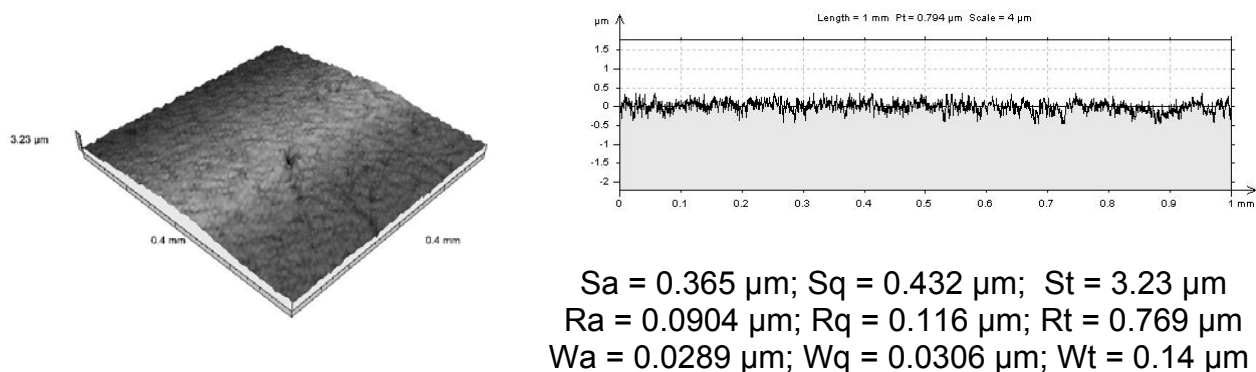 3.23 µm
0.4 mm
0.4 mm
µm
Length = 1 mm Pt = 0.794 µm Scale = 4 µm
1.5
1
0.5
0
-0.5
-1
-1.5
-2
0 0.1 0.2 0.3 0.4 0.5 0.6 0.7 0.8 0.9 1 mm
Sa = 0.365 µm; Sq = 0.432 µm; St = 3.23 µm
Ra = 0.0904 µm; Rq = 0.116 µm; Rt = 0.769 µm
Wa = 0.0289 µm; Wq = 0.0306 µm; Wt = 0.14 µm